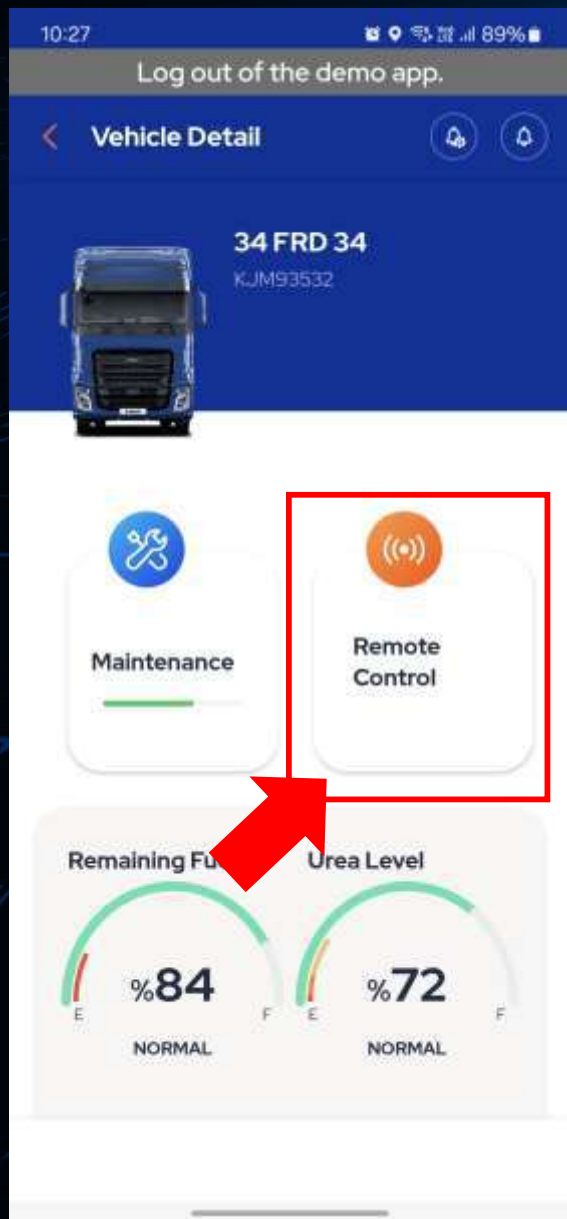 10:27 89%
Log out of the demo app.
Vehicle Detail
34 FRD 34
KJM93532
Maintenance
Remote
Control
Remaining Urea Level
%84 %72
E F E F
NORMAL NORMAL